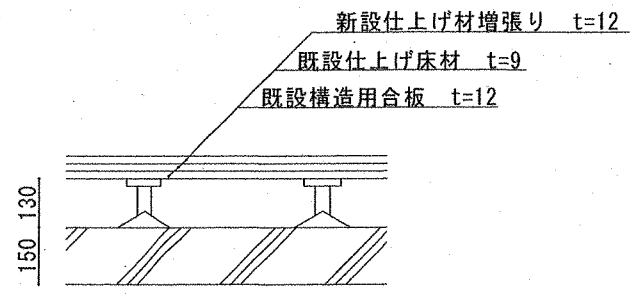 新設仕上げ材増張り t=12
既設仕上げ床材 t=9
既設構造用合板 t=12
130
150